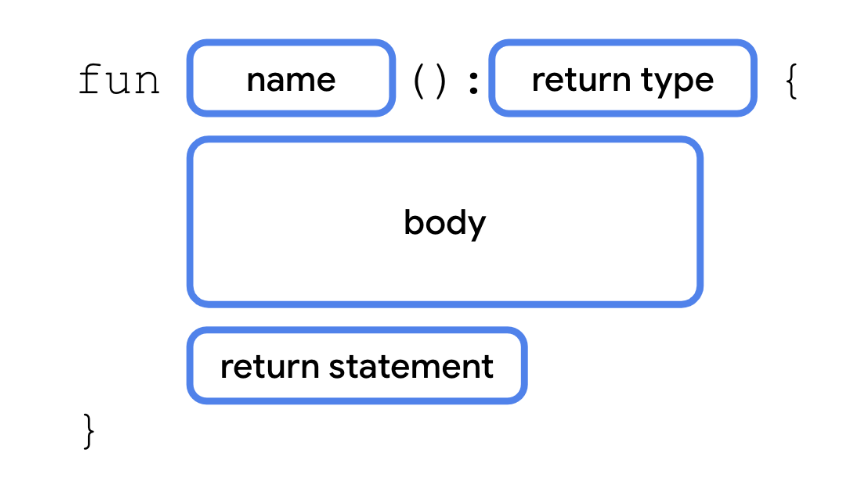 fun name (): return type {
body
return statement
}